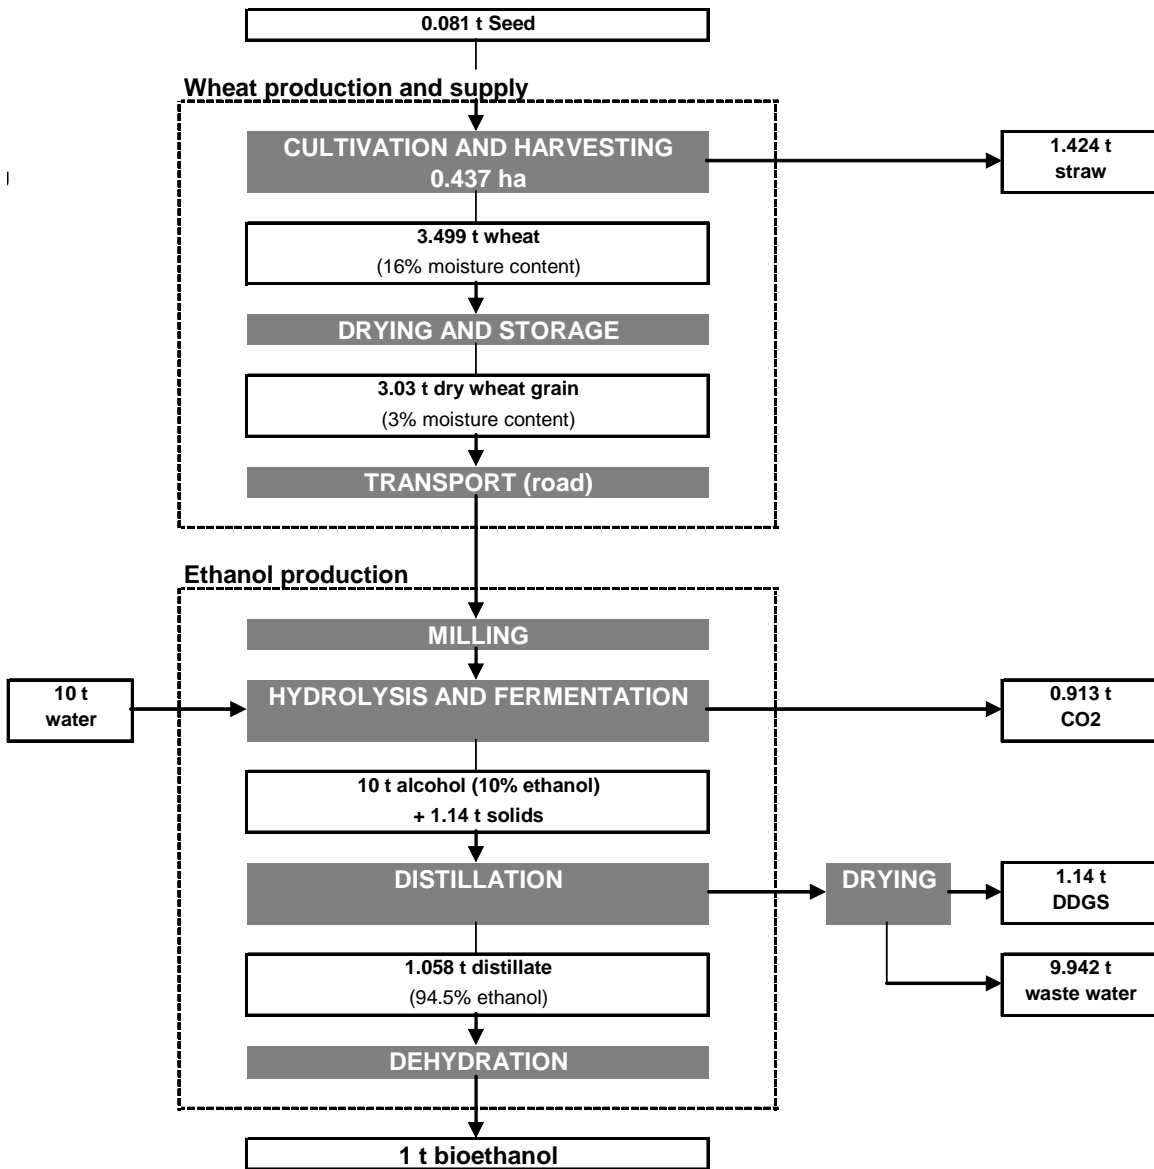 0.081 t Seed
Wheat production and supply
CULTIVATION AND HARVESTING
0.437 ha
1.424 t
straw
3.499 t wheat
(16% moisture content)
DRYING AND STORAGE
3.03 t dry wheat grain
(3% moisture content)
TRANSPORT (road)
Ethanol production
MILLING
10 t
water
HYDROLYSIS AND FERMENTATION
0.913 t
CO2
10 t alcohol (10% ethanol)
+ 1.14 t solids
DISTILLATION
DRYING
1.14 t
DDGS
1.058 t distillate
(94.5% ethanol)
9.942 t
waste water
DEHYDRATION
1 t bioethanol